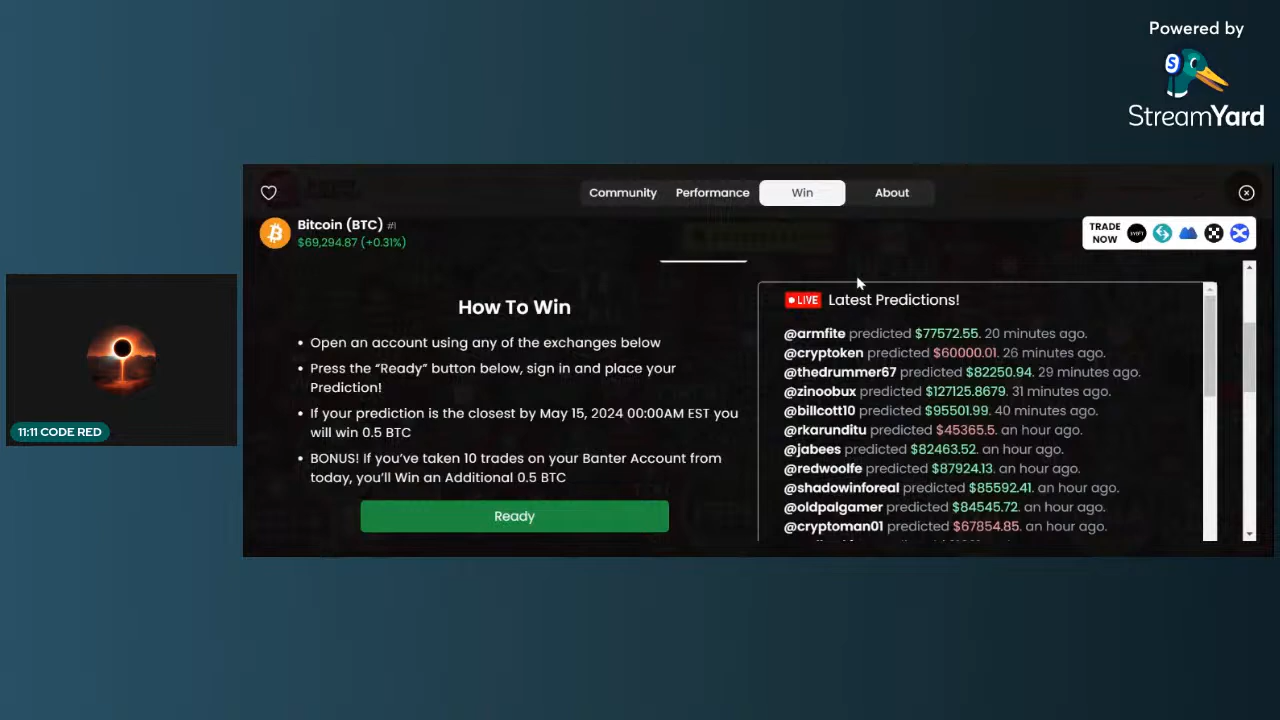 Powered by
StreamYard
Community Performance Win About
Bitcoin (BTC) #1
$69,294.87 (+0.31%)
TRADE
NOW
How To Win
• Open an account using any of the exchanges below
• Press the “Ready” button below, sign in and place your
Prediction!
• If your prediction is the closest by May 15, 2024 00:00AM EST you
will win 0.5 BTC
• BONUS! If you’ve taken 10 trades on your Banter Account from
today, you’ll Win an Additional 0.5 BTC
Ready
LIVE Latest Predictions!
@armfite predicted $77572.55. 20 minutes ago.
@cryptoken predicted $60000.01. 26 minutes ago.
@thedrummer67 predicted $82250.94. 29 minutes ago.
@zinoobux predicted $127125.8679. 31 minutes ago.
@billcott10 predicted $95501.99. 40 minutes ago.
@rkarunditu predicted $45365.5. an hour ago.
@jabees predicted $82463.52. an hour ago.
@redwoolfe predicted $87924.13. an hour ago.
@shadowinforeal predicted $85592.41. an hour ago.
@oldpalgamer predicted $84545.72. an hour ago.
@cryptoman01 predicted $67854.85. an hour ago.
11:11 CODE RED